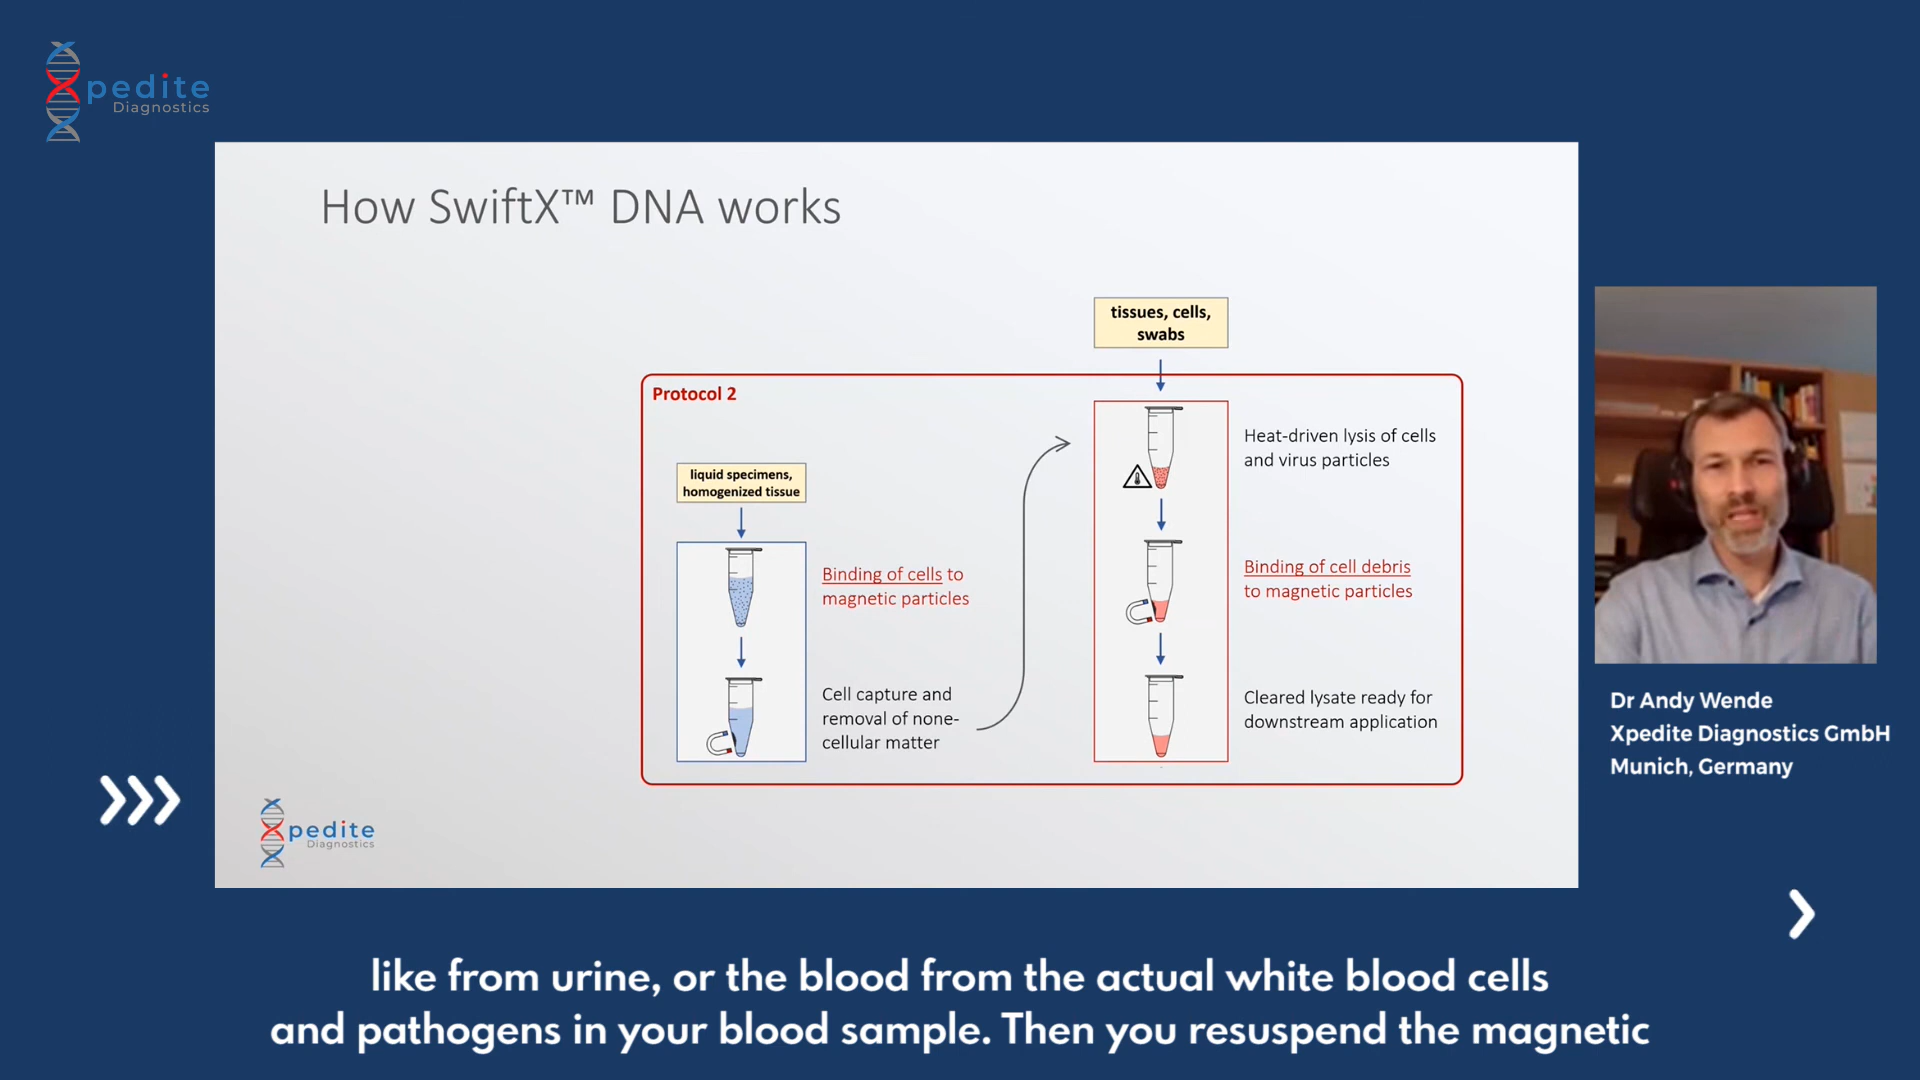 pedite
Diagnostics
How SwiftX™ DNA works
tissues, cells,
swabs
Protocol 2
liquid specimens,
homogenized tissue
Binding of cells to
magnetic particles
Cell capture and
removal of none-
cellular matter
Heat-driven lysis of cells
and virus particles
Binding of cell debris
to magnetic particles
Cleared lysate ready for
downstream application
pedite
Diagnostics
Dr Andy Wende
Xpedite Diagnostics GmbH
Munich, Germany
like from urine, or the blood from the actual white blood cells
and pathogens in your blood sample. Then you resuspend the magnetic